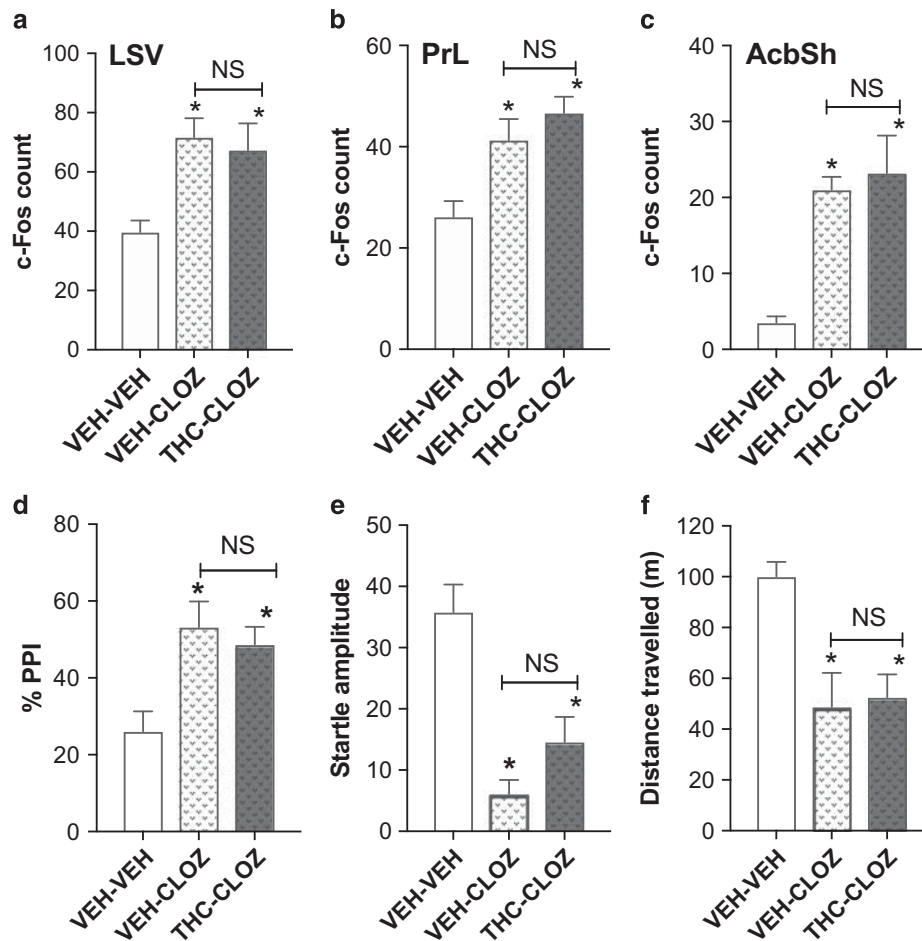 a
LSV
c-Fos count
100
80
60
40
20
0
NS
*
*
VEH-VEH
VEH-CLOZ
THC-CLOZ
b
PrL
c-Fos count
60
40
20
0
NS
*
*
VEH-VEH
VEH-CLOZ
THC-CLOZ
c
AcbSh
c-Fos count
40
30
20
10
0
NS
*
*
VEH-VEH
VEH-CLOZ
THC-CLOZ
d
% PPI
80
60
40
20
0
NS
*
*
VEH-VEH
VEH-CLOZ
THC-CLOZ
e
Startle amplitude
50
40
30
20
10
0
NS
*
*
VEH-VEH
VEH-CLOZ
THC-CLOZ
f
Distance travelled (m)
120
100
80
60
40
20
0
NS
*
*
VEH-VEH
VEH-CLOZ
THC-CLOZ